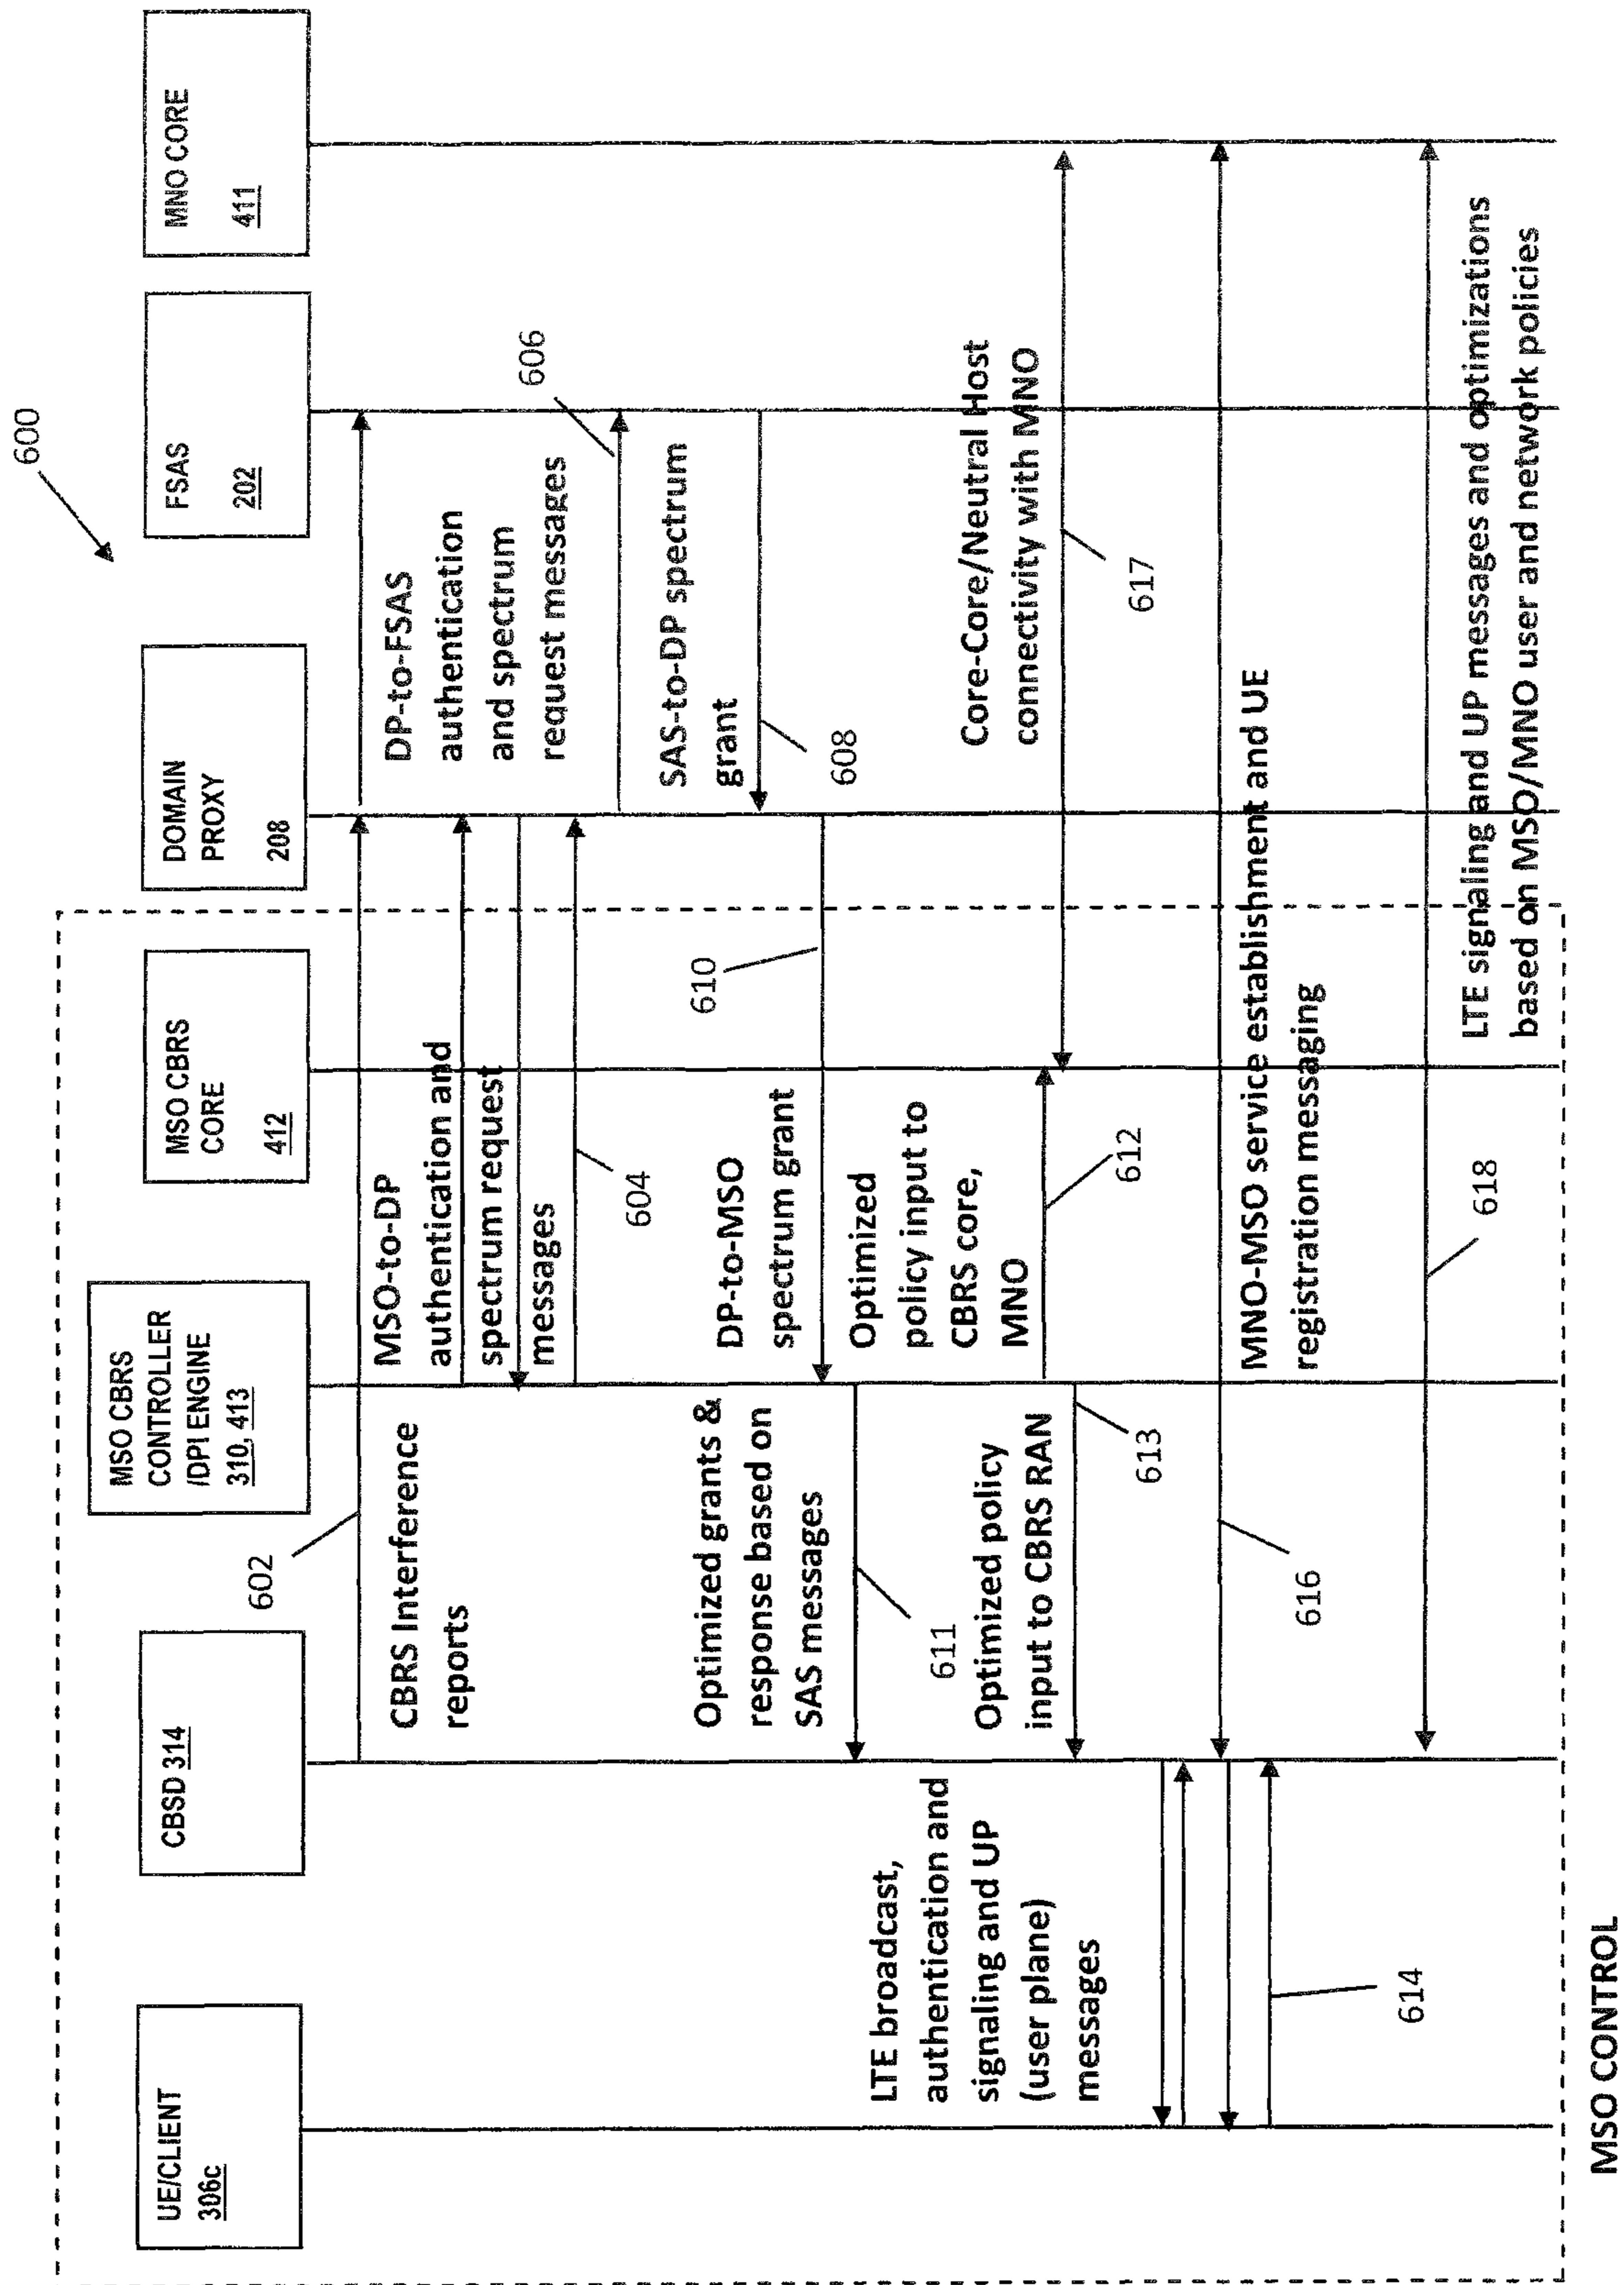 600
UE/CLIENT
306c
CBSD 314
MSO CBRS
CONTROLLER
/DPI ENGINE
310, 413
MSO CBRS
CORE
412
DOMAIN
PROXY
208
FSAS
202
MNO CORE
411
602
CBRS Interference
reports
MSO-to-DP
authentication and
spectrum request
messages
604
DP-to-FSAS
authentication
and spectrum
request messages
606
SAS-to-DP spectrum
grant
608
610
DP-to-MSO
spectrum grant
Optimized grants &
response based on
SAS messages
611
Optimized
policy input to
CBRS core,
MNO
612
Optimized policy
input to CBRS RAN
613
Core-Core/Neutral Host
connectivity with MNO
617
LTE broadcast,
authentication and
signaling and UP
(user plane)
messages
614
MNO-MSO service establishment and UE
registration messaging
616
618
LTE signaling and UP messages and optimizations
based on MSO/MNO user and network policies
MSO CONTROL